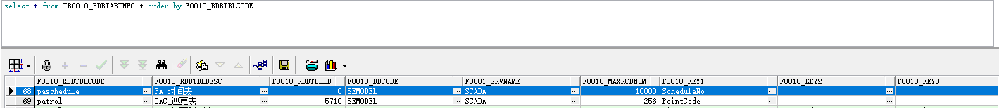 select * from TB0010_RDBTABINFO t order by F0010_RDBTBLCODE
F0010_RDBTBLCODE F0010_RDBTBLDESC F0010_RDBTBLID F0010_DBCODE F0001_SRVNAME F0010_MAXRCDNUM F0010_KEY1 F0010_KEY2 F0010_KEY3
68 paschedule ... PA_时间表 ... 0 SEMODEL ... SCADA ... 10000 ScheduleNo ... ...
69 patrol ... DAC_巡更表 ... 5710 SEMODEL ... SCADA ... 256 PointCode ... ...